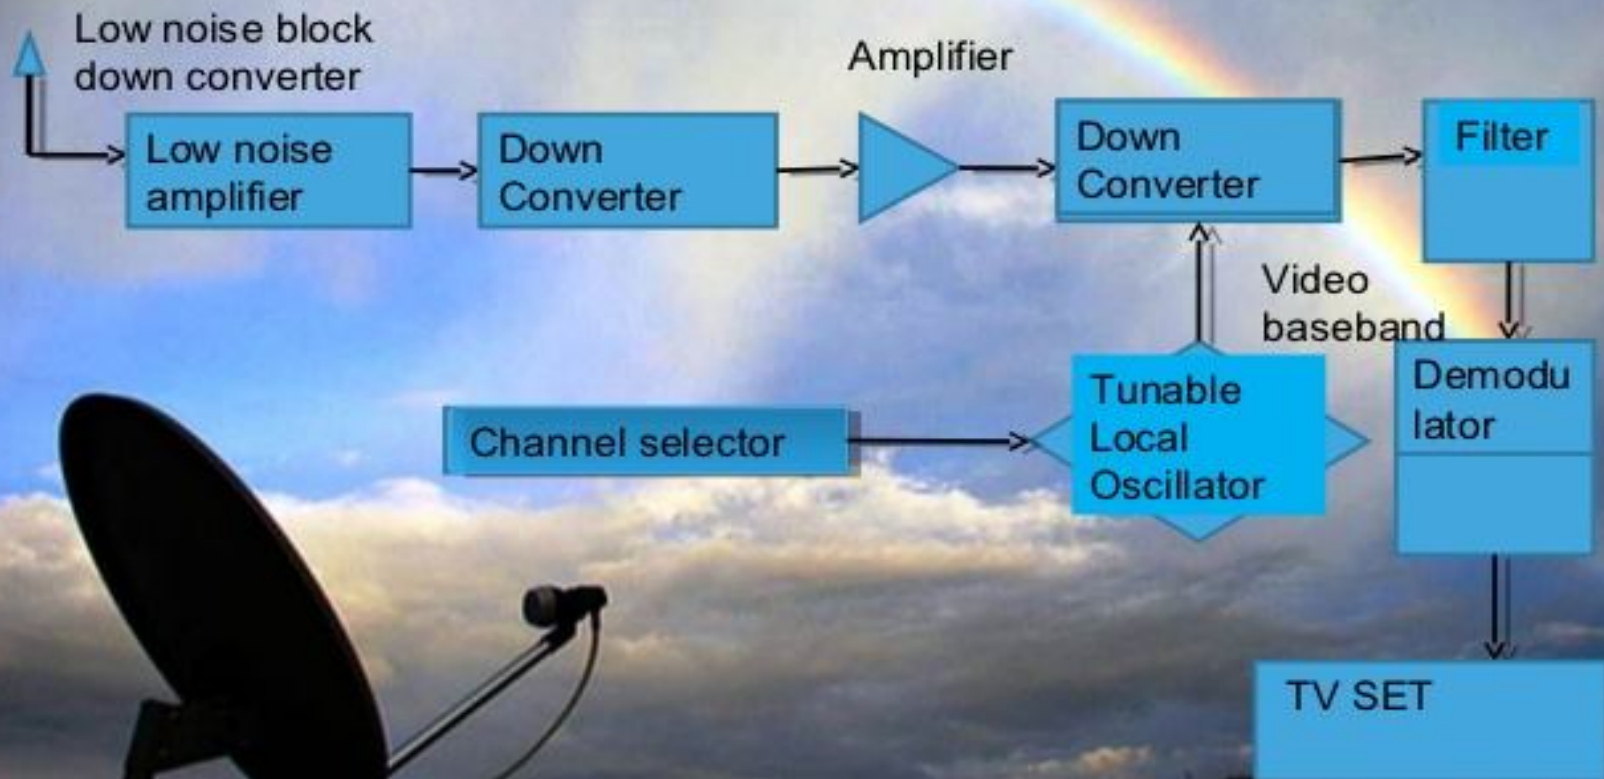 Low noise block
down converter
Amplifier
Low noise
amplifier
Down
Converter
Down
Converter
Filter
Video
baseband
Channel selector
Tunable
Local
Oscillator
Demodu
lator
TV SET